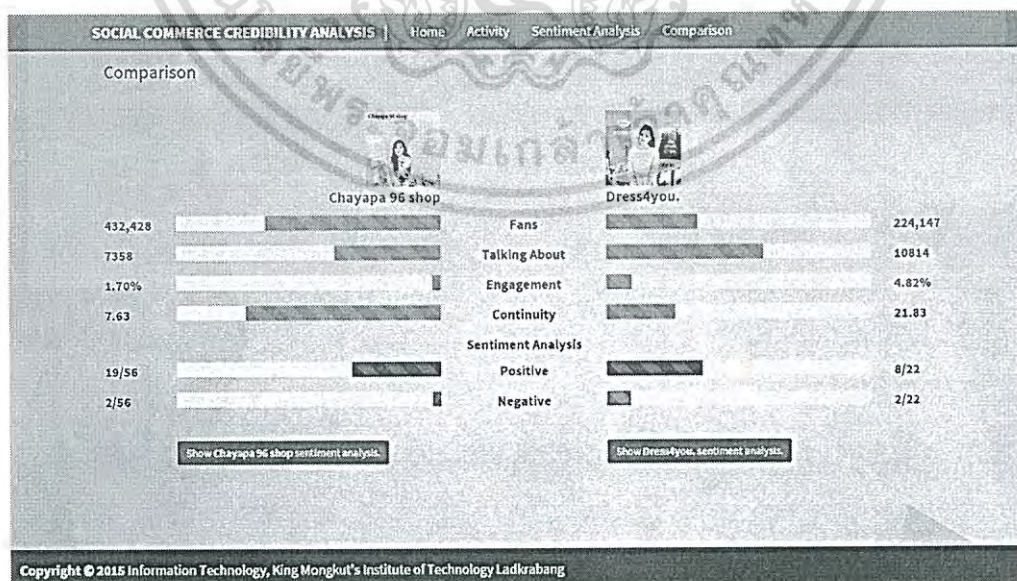 SOCIAL COMMERCE CREDIBILITY ANALYSIS | Home Activity Sentiment Analysis Comparison
Comparison
Chayapa 96 shop
Chayapa 96 shop Dress4you.
432,428 Fans 224,147
7358 Talking About 10814
1.70% Engagement 4.82%
7.63 Continuity 21.83
Sentiment Analysis
19/56 Positive 8/22
2/56 Negative 2/22
Show Chayapa 96 shop sentiment analysis. Show Dress4you. sentiment analysis.
Copyright © 2015 Information Technology, King Mongkut's Institute of Technology Ladkrabang